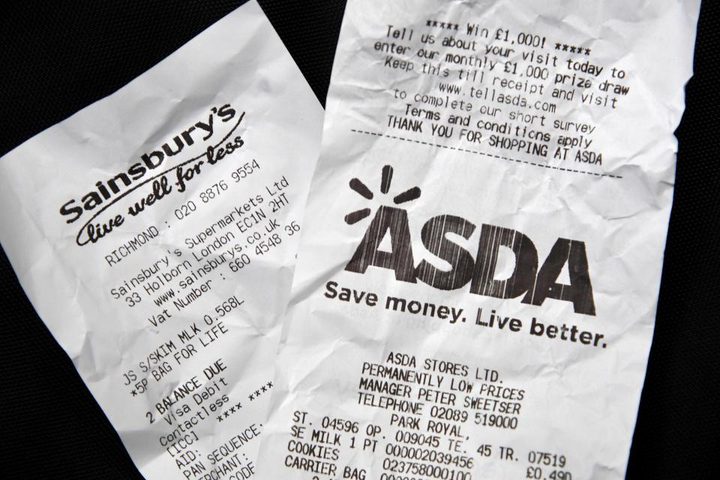 Sainsbury's
live well for less
RICHMOND : 020 8876 9554
Sainsbury's Supermarkets Ltd
33 Holborn London EC1N 2HT
www.sainsburys.co.uk
Vat Number : 660 4548 36
JS S/SKIM MLK 0.568L
*5P BAG FOR LIFE
2 BALANCE DUE
Visa Debit
Contactless
[ICC] **** ****
AID:
PAN SEQUENCE.
MERCHANT:
CODE
***** Win £1,000! *****
Tell us about your visit today to
enter our monthly £1,000 prize draw
Keep this till receipt and visit
www.tellasda.com
to complete our short survey
Terms and conditions apply
THANK YOU FOR SHOPPING AT ASDA
ASDA
Save money. Live better.
ASDA STORES LTD.
PERMANENTLY LOW PRICES
MANAGER PETER SWEETSER
TELEPHONE 02089 519000
PARK ROYAL,
ST. 04596 OP. 009045 TE. 45 TR. 07519
SE MILK 1 PT 000002039456 £0.490
COOKIES 023758000100
CARRIER BAG